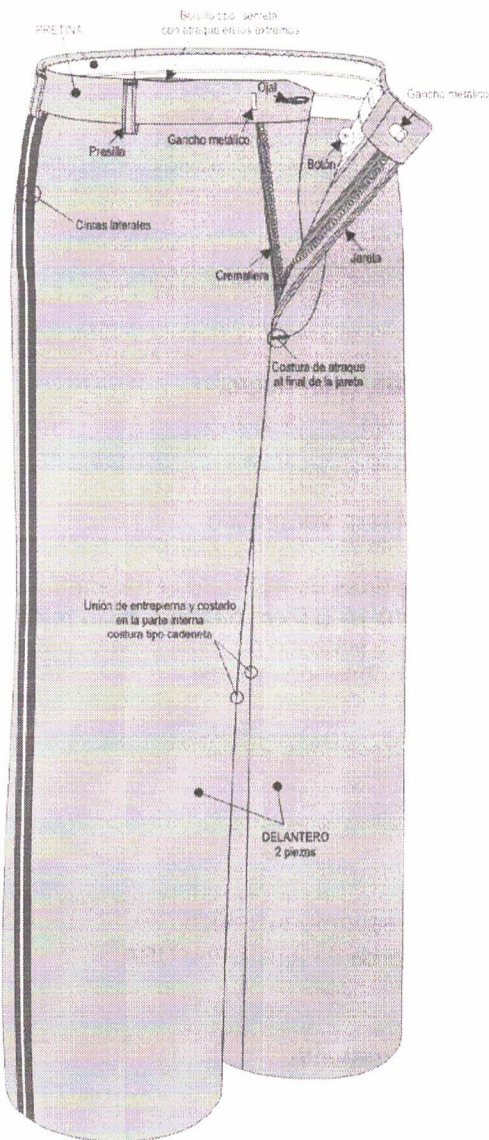 PRETINA
Bolsillo tipo secreta
con atraque en los extremos
Ojal
Gancho metálico
Gancho metálico
Presilla
Botón
Cintas laterales
Jareta
Cremallera
Costura de atraque
al final de la jareta
Unión de entrepierna y costado
en la parte interna
costura tipo cadeneta
DELANTERO
2 piezas